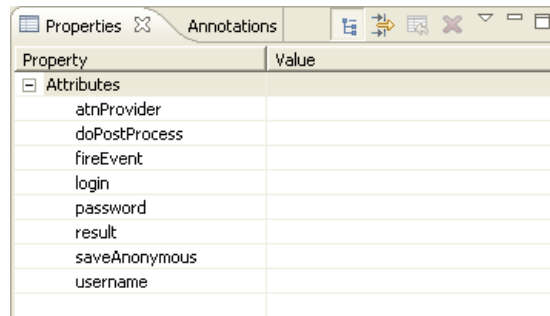 Properties Annotations
Property Value
Attributes
atnProvider
doPostProcess
fireEvent
login
password
result
saveAnonymous
username